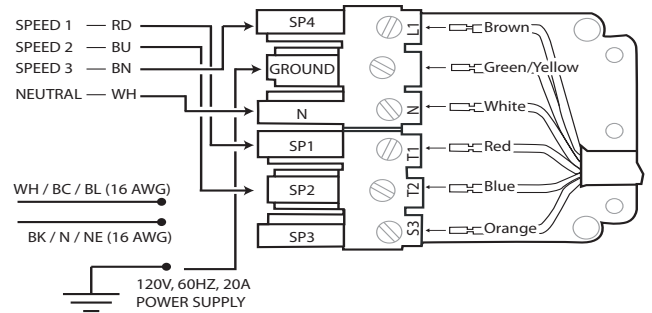 SPEED 1 — RD
SPEED 2 — BU
SPEED 3 — BN
NEUTRAL — WH
WH / BC / BL (16 AWG)
BK / N / NE (16 AWG)
120V, 60HZ, 20A
POWER SUPPLY
SP4
GROUND
N
SP1
SP2
SP3
L1
N
T1
T2
S3
Brown
Green/Yellow
White
Red
Blue
Orange